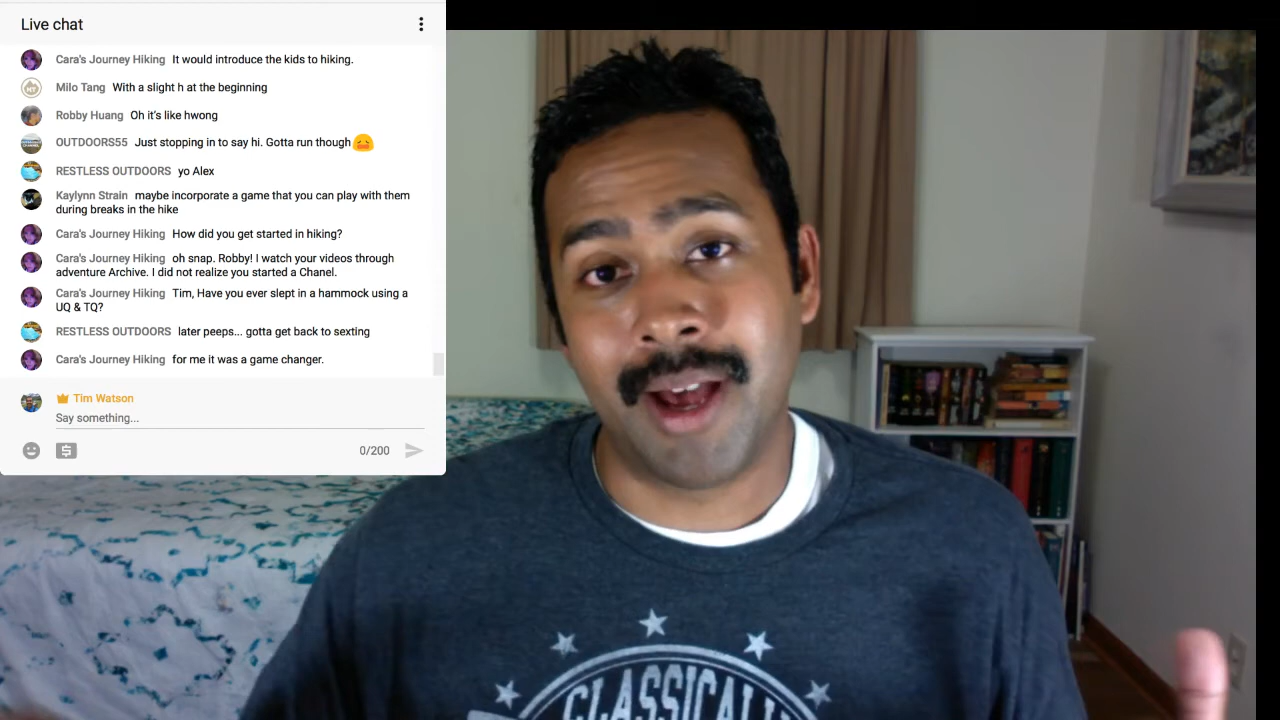 Live chat
Cara's Journey Hiking It would introduce the kids to hiking.
Milo Tang With a slight h at the beginning
Robby Huang Oh it's like hwong
OUTDOORS55 Just stopping in to say hi. Gotta run though
RESTLESS OUTDOORS yo Alex
Kaylynn Strain maybe incorporate a game that you can play with them
during breaks in the hike
Cara's Journey Hiking How did you get started in hiking?
Cara's Journey Hiking oh snap. Robby! I watch your videos through
adventure Archive. I did not realize you started a Chanel.
Cara's Journey Hiking Tim, Have you ever slept in a hammock using a
UQ & TQ?
RESTLESS OUTDOORS later peeps... gotta get back to sexting
Cara's Journey Hiking for me it was a game changer.
Tim Watson
Say something...
0/200
CLASSICALLY